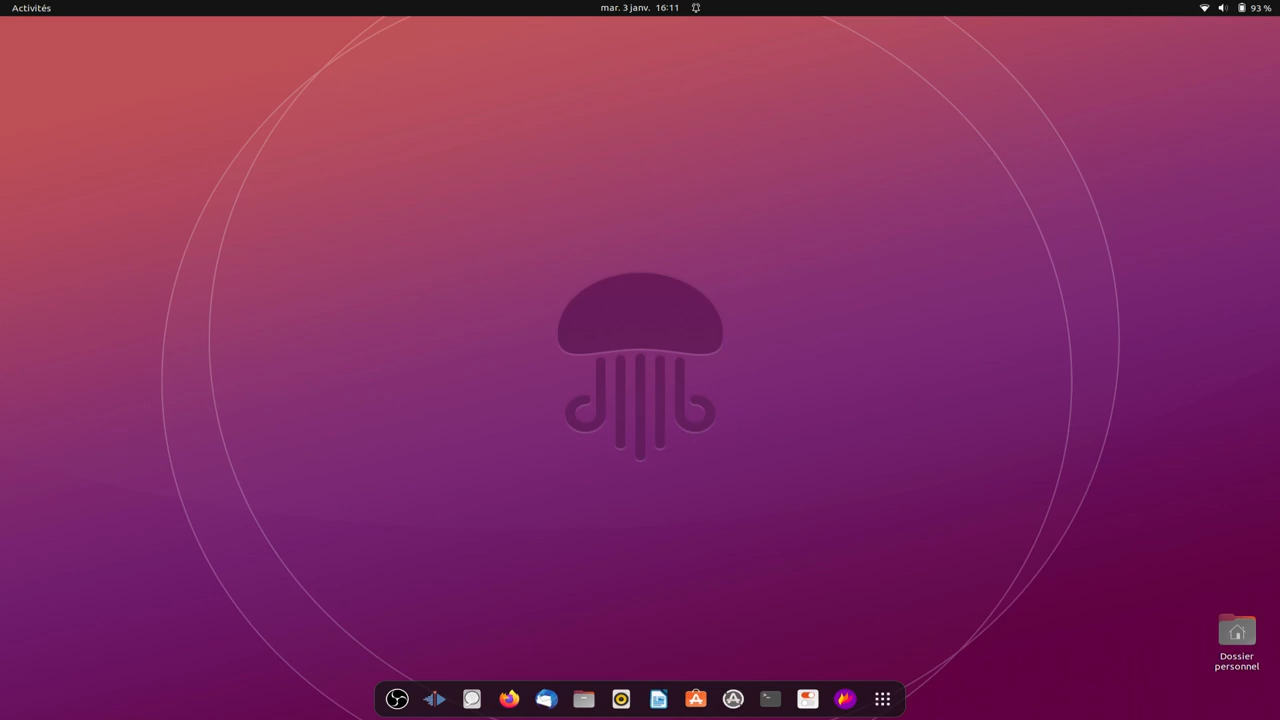 Activités
mar. 3 janv. 16:11
93 %
Dossier
personnel